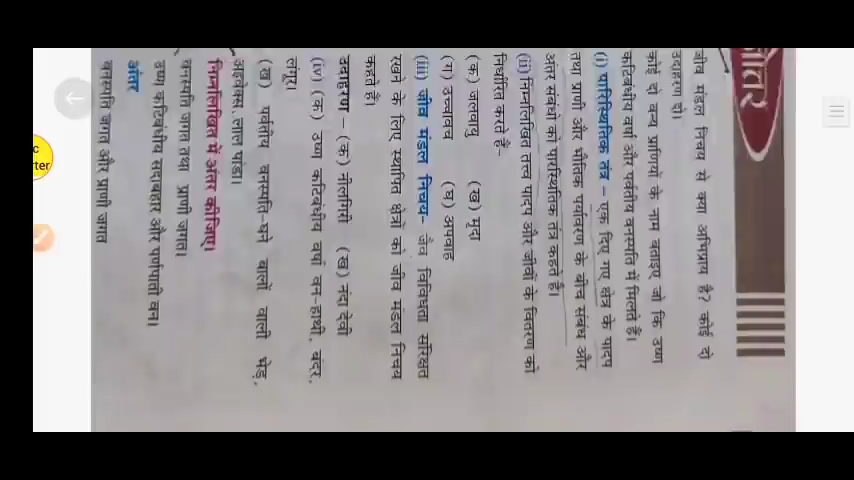 त्तर
जीव मंडल निचय से क्या अभिप्राय है? कोई दो
उदाहरण दो।
कोई दो वन्य प्राणियों के नाम बताइए जो कि उष्ण
कटिबंधीय वर्षा और पर्वतीय वनस्पति में मिलते हैं।
(i) पारिस्थितिक तंत्र – एक दिए गए क्षेत्र के पादप
तथा प्राणी और भौतिक पर्यावरण के बीच संबंध और
अंतर संबंधों को पारस्थितिक तंत्र कहते हैं।
(ii) निम्नलिखित तत्त्व पादप और जीवों के वितरण को
निर्धारित करते हैं-
(क) जलवायु (ख) मृदा
(ग) उच्चावच (घ) अपवाह
(iii) जीव मंडल निचय- जैव विविधता संरक्षित
रखने के लिए स्थापित क्षेत्रों को जीव मंडल निचय
कहते हैं।
उदाहरण – (क) नीलगिरी (ख) नंदा देवी
(iv) (क) उष्ण कटिबंधीय वर्षा वन-हाथी, बंदर,
लंगूर।
(ख) पर्वतीय वनस्पति-घने बालों वाली भेड़,
आइबेक्स, लाल पांडा।
निम्नलिखित में अंतर कीजिए।
वनस्पति जगत तथा प्राणी जगत।
उष्ण कटिबंधीय सदाबहार और पर्णपाती वन।
अंतर
वनस्पति जगत और प्राणी जगत
c
rter